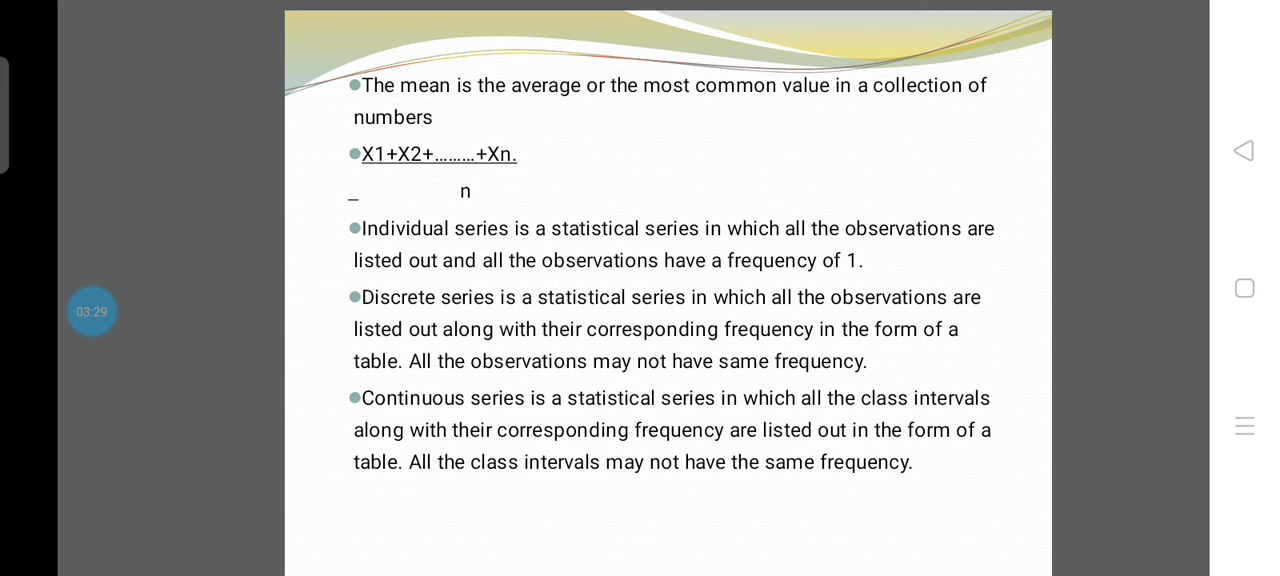 The mean is the average or the most common value in a collection of
numbers
X1+X2+.........+Xn.
_ n
Individual series is a statistical series in which all the observations are
listed out and all the observations have a frequency of 1.
03:29
Discrete series is a statistical series in which all the observations are
listed out along with their corresponding frequency in the form of a
table. All the observations may not have same frequency.
Continuous series is a statistical series in which all the class intervals
along with their corresponding frequency are listed out in the form of a
table. All the class intervals may not have the same frequency.